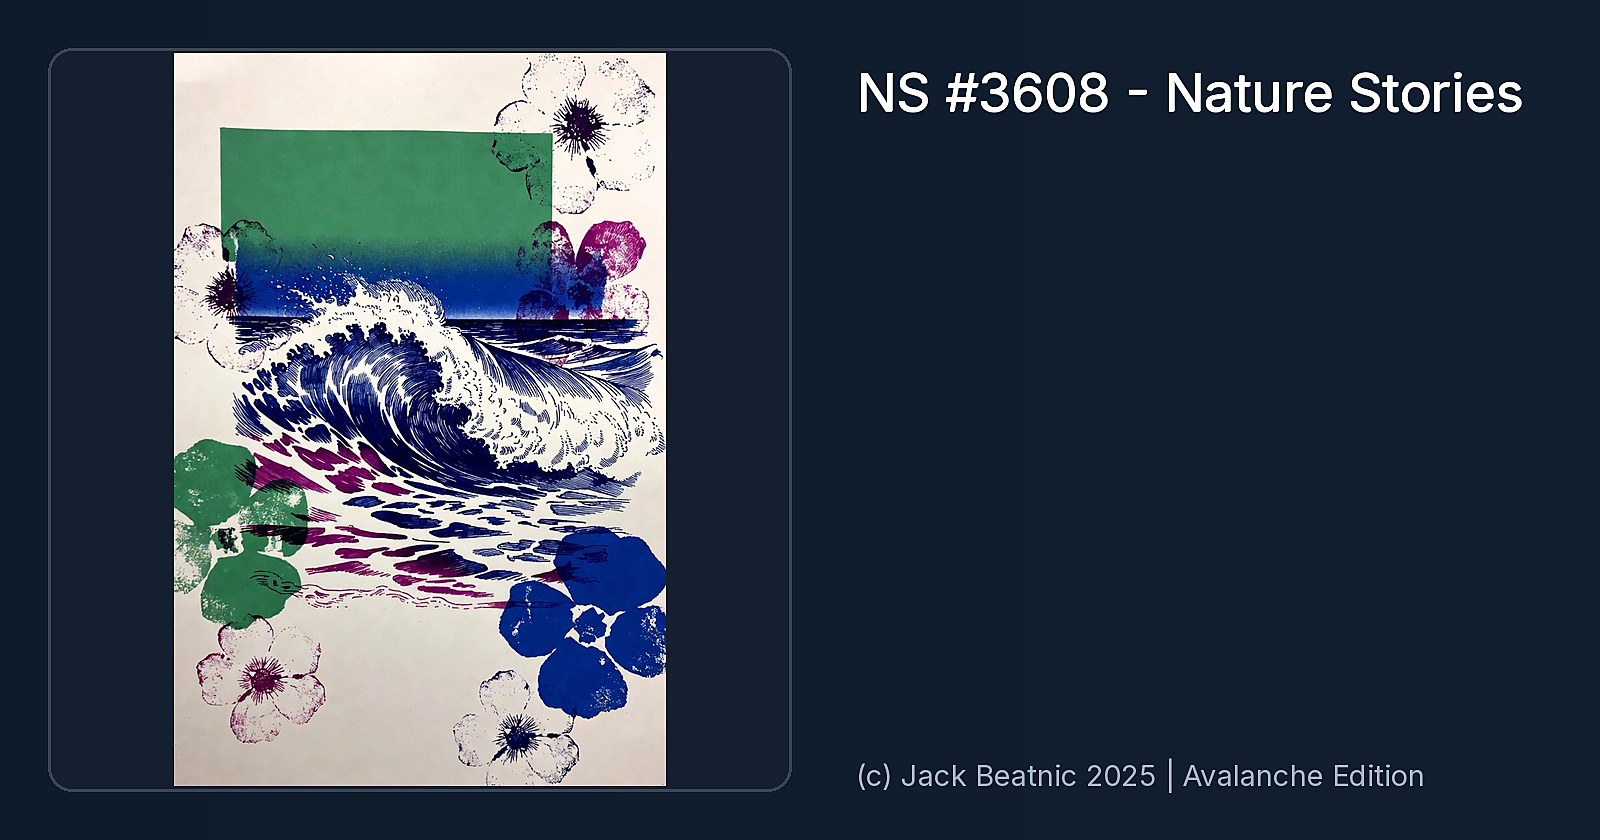 NS #3608 - Nature Stories
(c) Jack Beatnic 2025 | Avalanche Edition